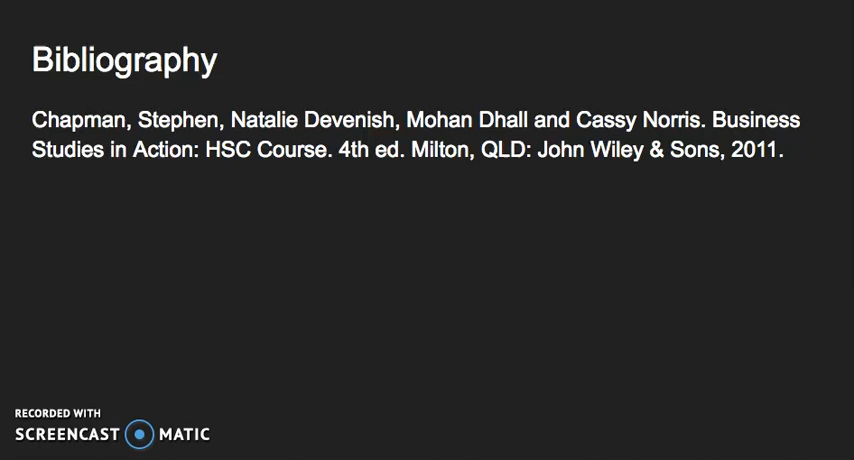 Bibliography
Chapman, Stephen, Natalie Devenish, Mohan Dhall and Cassy Norris. Business
Studies in Action: HSC Course. 4th ed. Milton, QLD: John Wiley & Sons, 2011.
RECORDED WITH
SCREENCAST MATIC